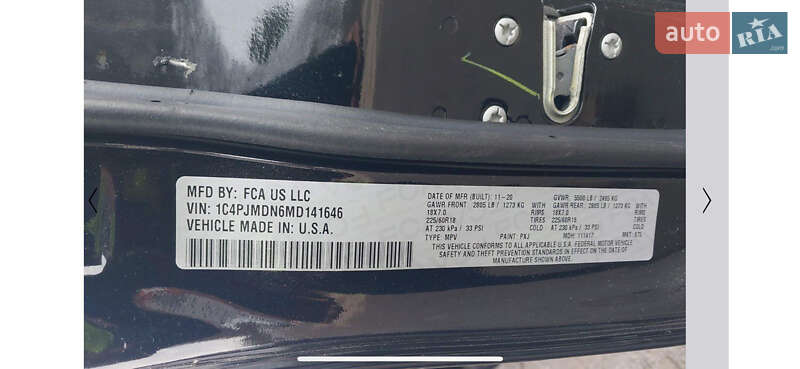 auto
RIA
MFD BY: FCA US LLC
VIN: 1C4PJMDN6MD141646
VEHICLE MADE IN: U.S.A.
DATE OF MFR (BUILT): 11-20 GVWR: 5500 LB / 2495 KG
GAWR FRONT: 2805 LB / 1273 KG GAWR REAR: 2805 LB / 1273 KG
18X7.0 RIMS 18X7.0 RIMS
225/60R18 TIRES 225/60R18 TIRES
AT 230 kPa / 33 PSI COLD AT 230 kPa / 33 PSI COLD
TYPE: MPV PAINT: PXJ MDH: 111417
THIS VEHICLE CONFORMS TO ALL APPLICABLE U.S.A. FEDERAL MOTOR VEHICLE
SAFETY AND THEFT PREVENTION STANDARDS IN EFFECT ON THE DATE OF
MANUFACTURE SHOWN ABOVE.